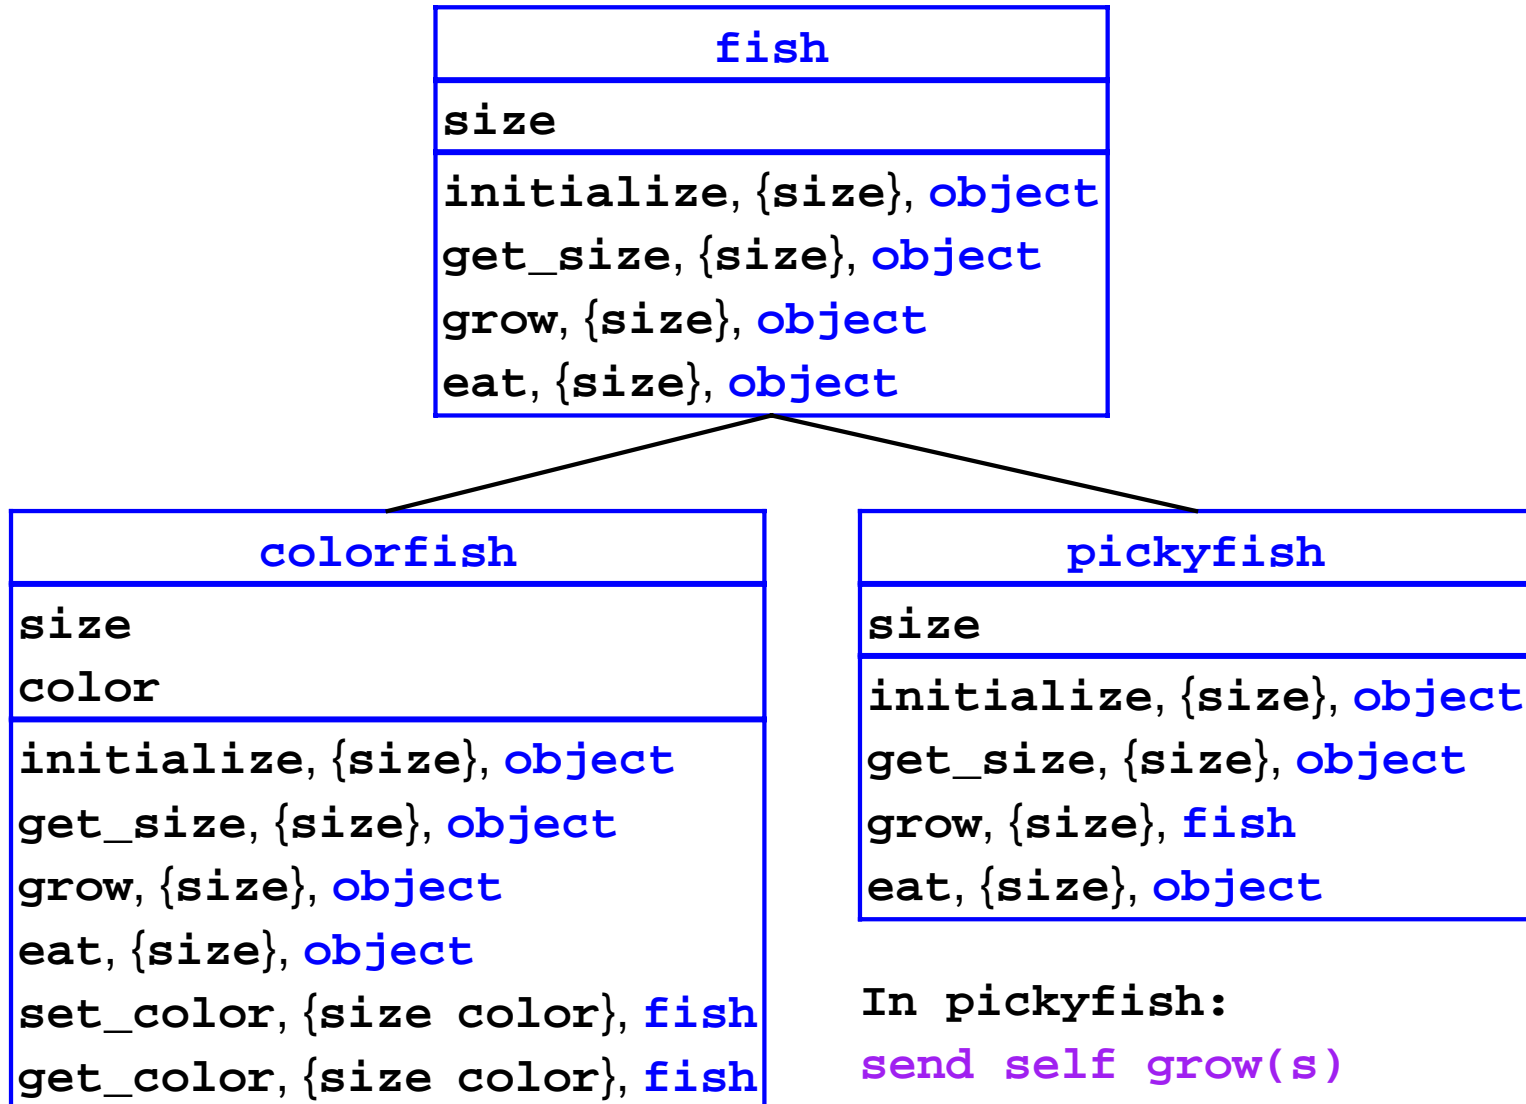 fish
size
initialize, {size}, object
get_size, {size}, object
grow, {size}, object
eat, {size}, object
colorfish
size
color
initialize, {size}, object
get_size, {size}, object
grow, {size}, object
eat, {size}, object
set_color, {size color}, fish
get_color, {size color}, fish
pickyfish
size
initialize, {size}, object
get_size, {size}, object
grow, {size}, fish
eat, {size}, object
In pickyfish:
send self grow(s)